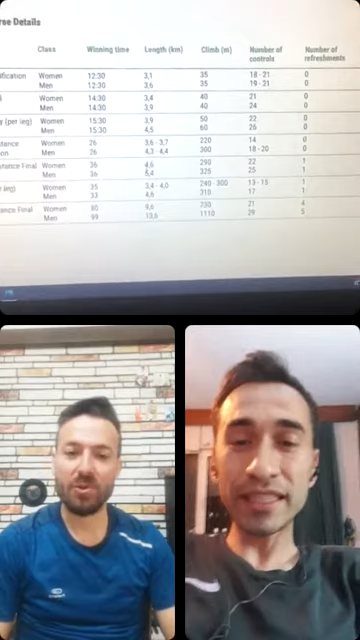 rse Details
Class Winning time Length (km) Climb (m) Number of controls Number of refreshments
ification Women 12:30 3,1 35 18 - 21 0
Men 12:30 3,6 35 19 - 21 0
Women 14:30 3,4 40 21 0
Men 14:30 3,9 40 24 0
(per leg) Women 15:30 3,9 50 22 0
Men 15:30 4,5 60 26 0
stance Women 26 3,6 - 3,7 220 14 0
on Men 26 4,3 - 4,4 300 18 - 20 0
tance Final Women 36 4,6 290 22 1
Men 36 5,4 325 25 1
leg) Women 35 3,4 - 4,0 240 - 300 13 - 15 1
Men 33 4,6 310 17 1
ance Final Women 80 9,6 21 4
Men 99 1110 29 5